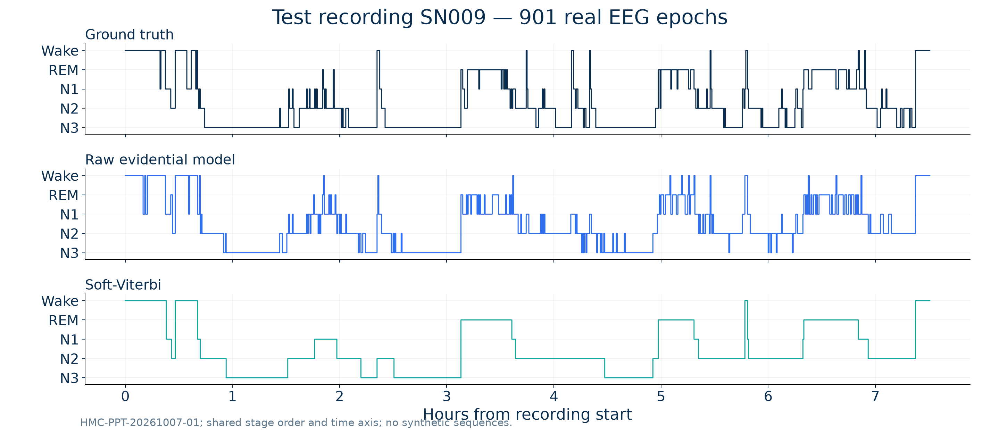 Test recording SN009 — 901 real EEG epochs
Ground truth
Wake
REM
N1
N2
N3
Raw evidential model
Wake
REM
N1
N2
N3
Soft-Viterbi
Wake
REM
N1
N2
N3
0 1 2 3 4 5 6 7
Hours from recording start
HMC-PPT-20261007-01; shared stage order and time axis; no synthetic sequences.